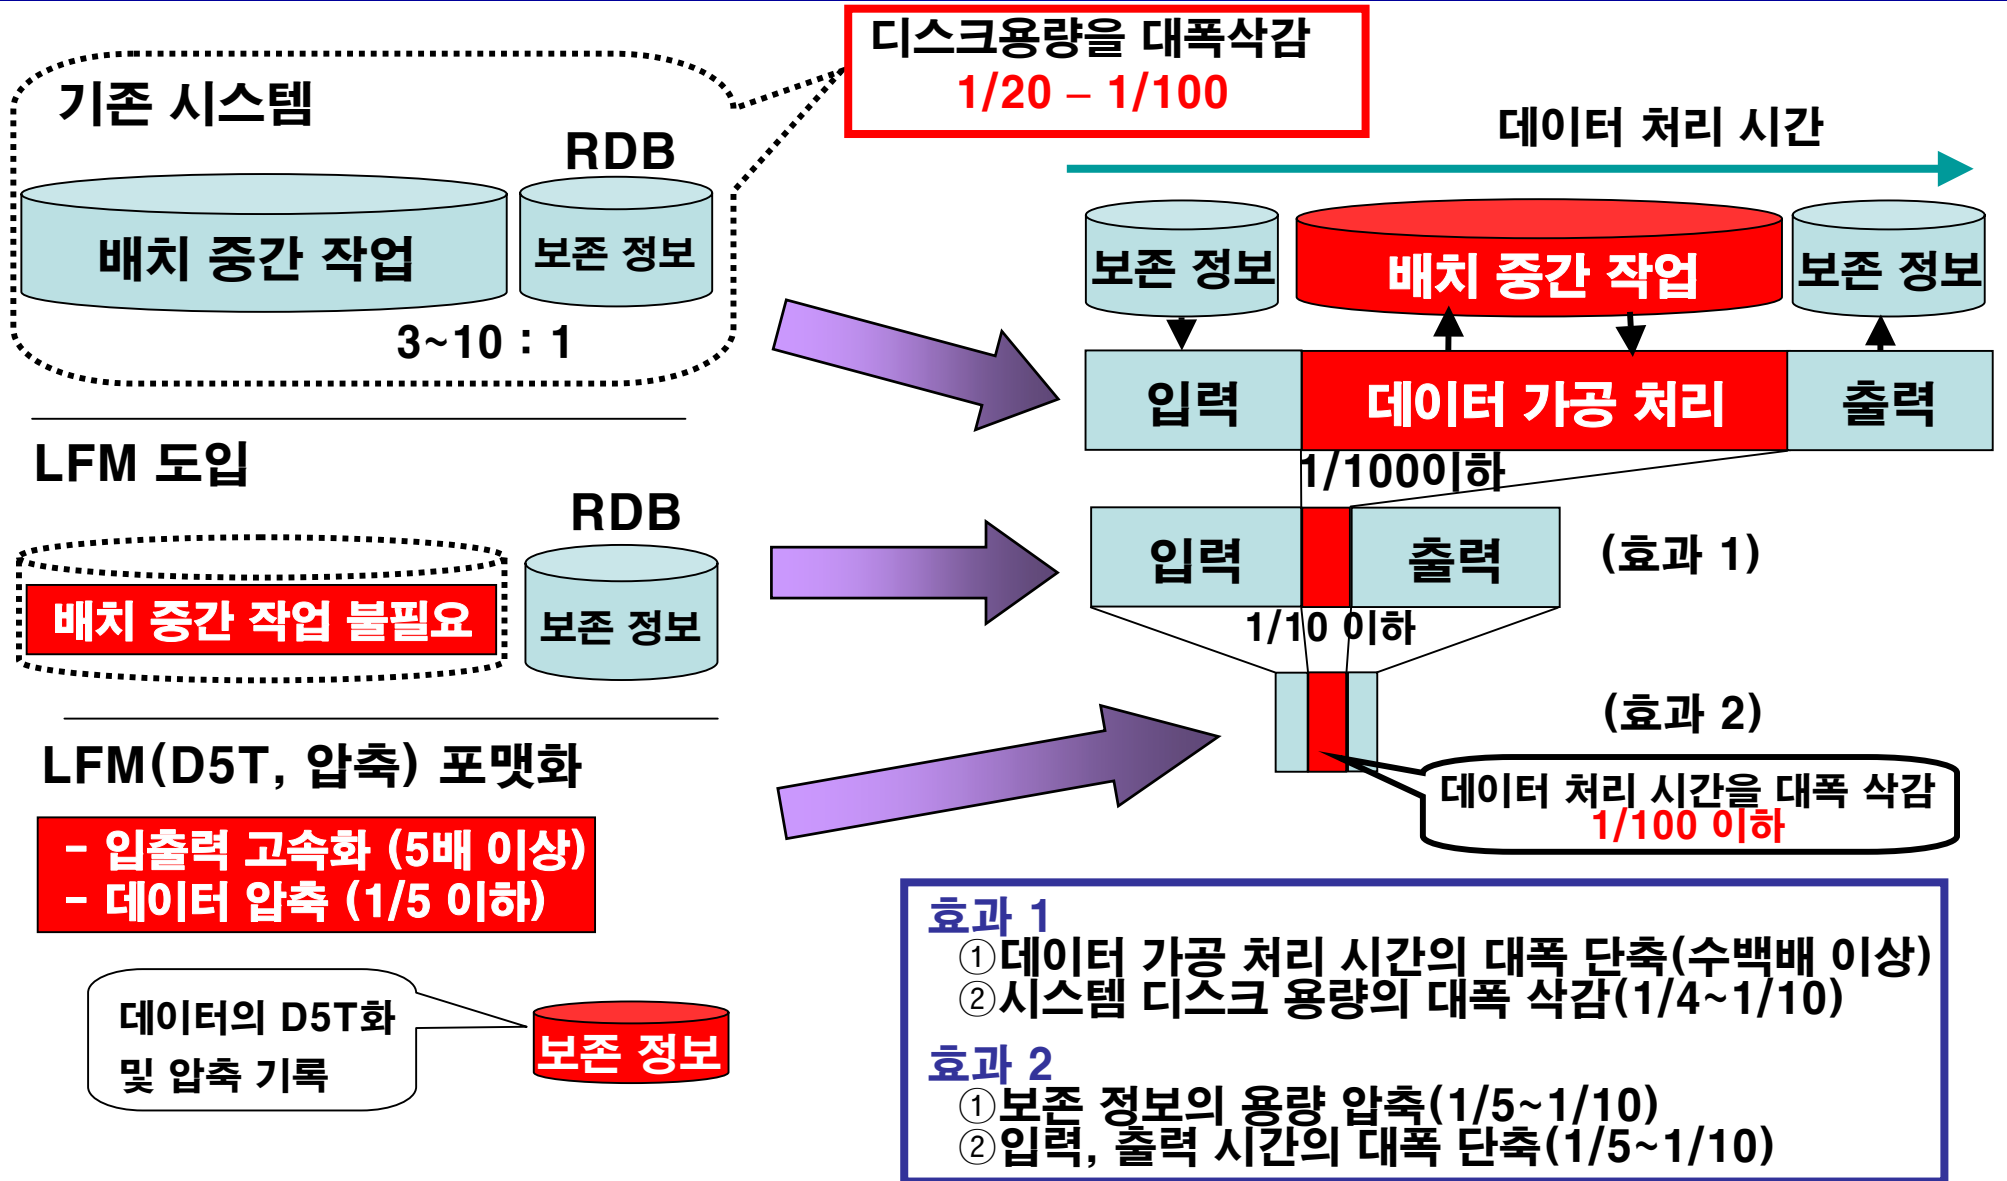 디스크용량을 대폭삭감
1/20 – 1/100
기존 시스템
RDB
배치 중간 작업
보존 정보
3~10 : 1
데이터 처리 시간
보존 정보
배치 중간 작업
보존 정보
입력
데이터 가공 처리
출력
1/100이하
LFM 도입
RDB
배치 중간 작업 불필요
보존 정보
입력
출력
(효과 1)
1/10 이하
(효과 2)
LFM(D5T, 압축) 포맷화
- 입출력 고속화 (5배 이상)
- 데이터 압축 (1/5 이하)
데이터 처리 시간을 대폭 삭감
1/100 이하
데이터의 D5T화
및 압축 기록
보존 정보
효과 1
①데이터 가공 처리 시간의 대폭 단축(수백배 이상)
②시스템 디스크 용량의 대폭 삭감(1/4~1/10)
효과 2
①보존 정보의 용량 압축(1/5~1/10)
②입력, 출력 시간의 대폭 단축(1/5~1/10)